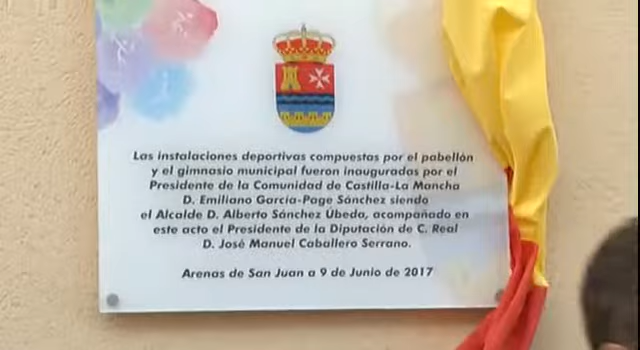 Las instalaciones deportivas compuestas por el pabellón
y el gimnasio municipal fueron inauguradas por el
Presidente de la Comunidad de Castilla-La Mancha
D. Emiliano García-Page Sánchez siendo
el Alcalde D. Alberto Sánchez Úbeda, acompañado en
este acto el Presidente de la Diputación de C. Real
D. José Manuel Caballero Serrano.
Arenas de San Juan a 9 de Junio de 2017